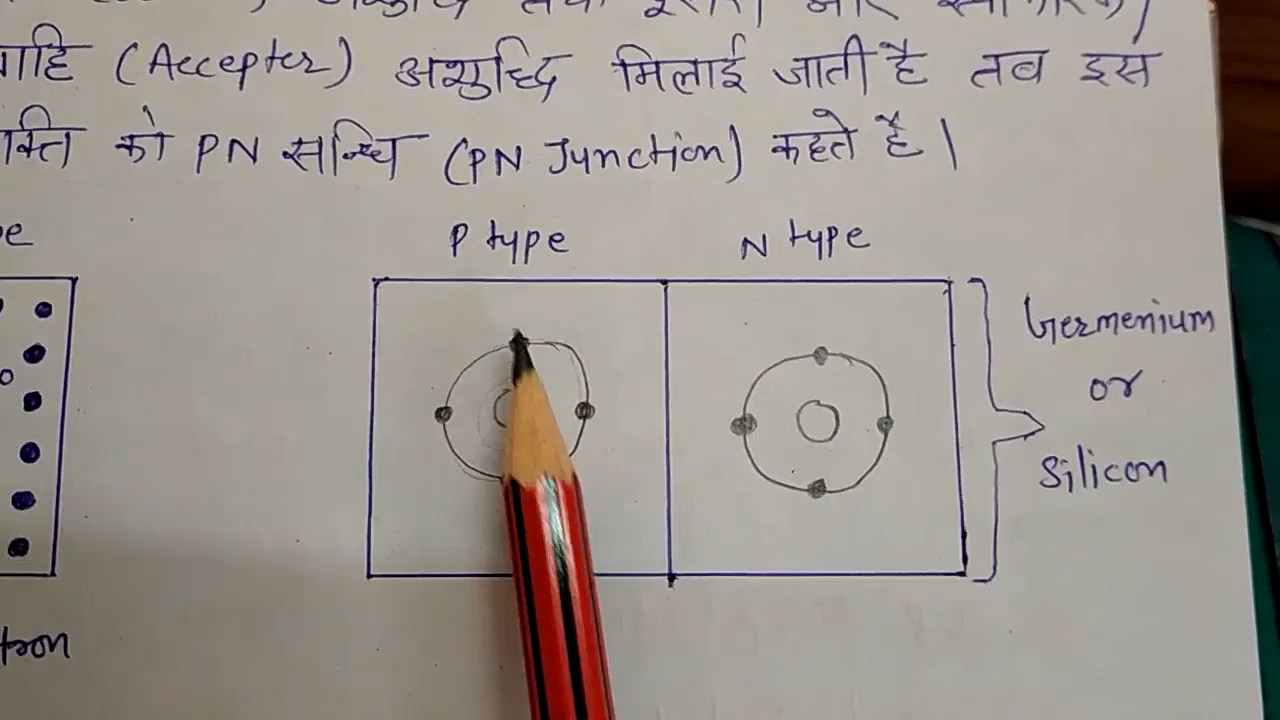 (Accepter) अशुद्धि मिलाई जाती है तब इस
को PN सन्धि (PN Junction) कहते है।
P type N type
Germenium
or
Silicon